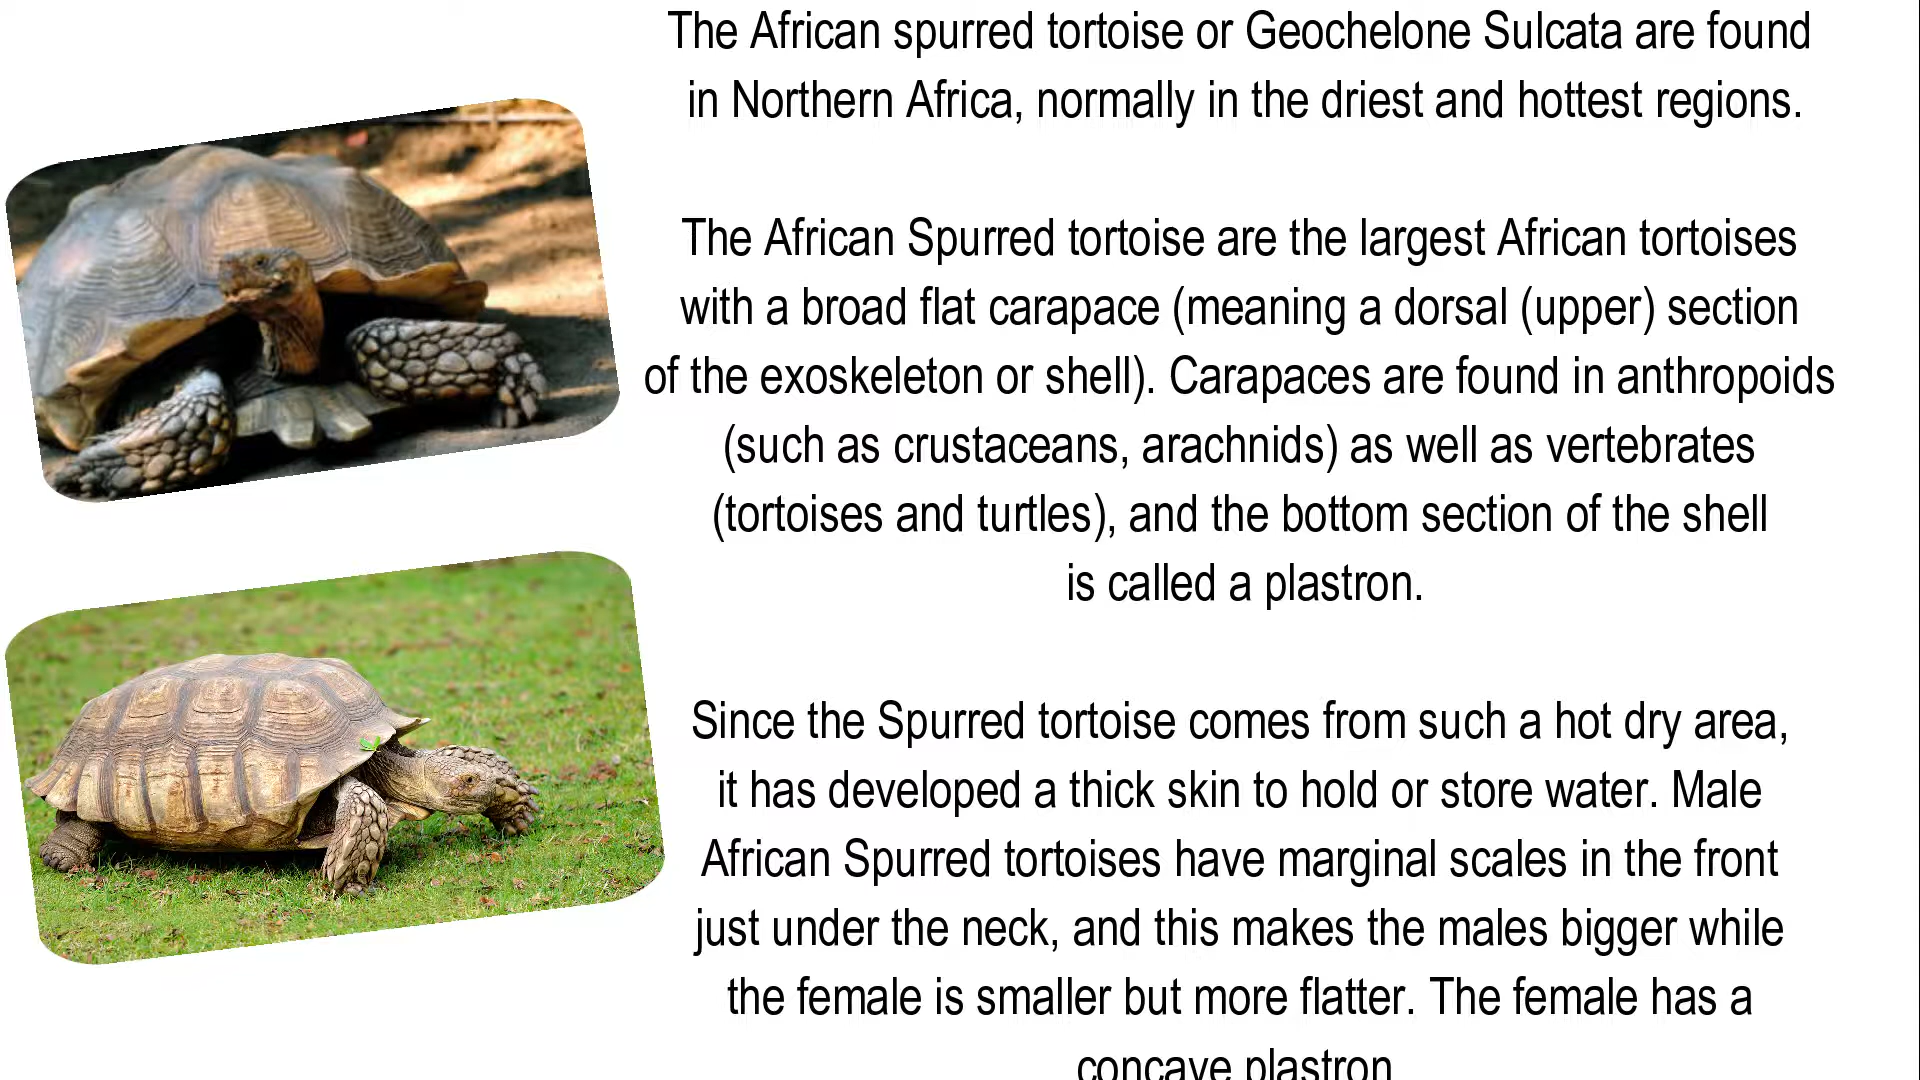 The African spurred tortoise or Geochelone Sulcata are found
in Northern Africa, normally in the driest and hottest regions.
The African Spurred tortoise are the largest African tortoises
with a broad flat carapace (meaning a dorsal (upper) section
of the exoskeleton or shell). Carapaces are found in anthropoids
(such as crustaceans, arachnids) as well as vertebrates
(tortoises and turtles), and the bottom section of the shell
is called a plastron.
Since the Spurred tortoise comes from such a hot dry area,
it has developed a thick skin to hold or store water. Male
African Spurred tortoises have marginal scales in the front
just under the neck, and this makes the males bigger while
the female is smaller but more flatter. The female has a
concave plastron